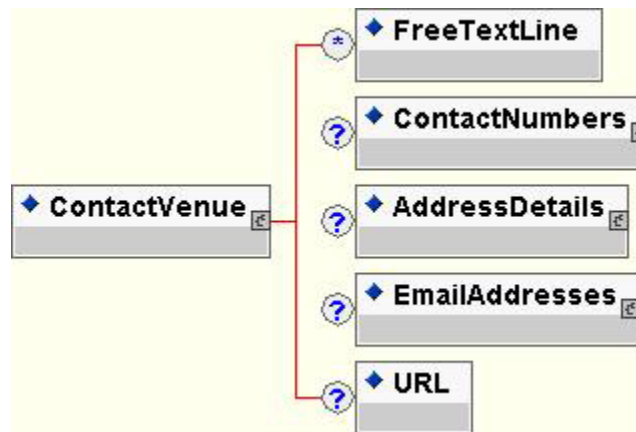 FreeTextLine
ContactNumbers
ContactVenue
AddressDetails
EmailAddresses
URL